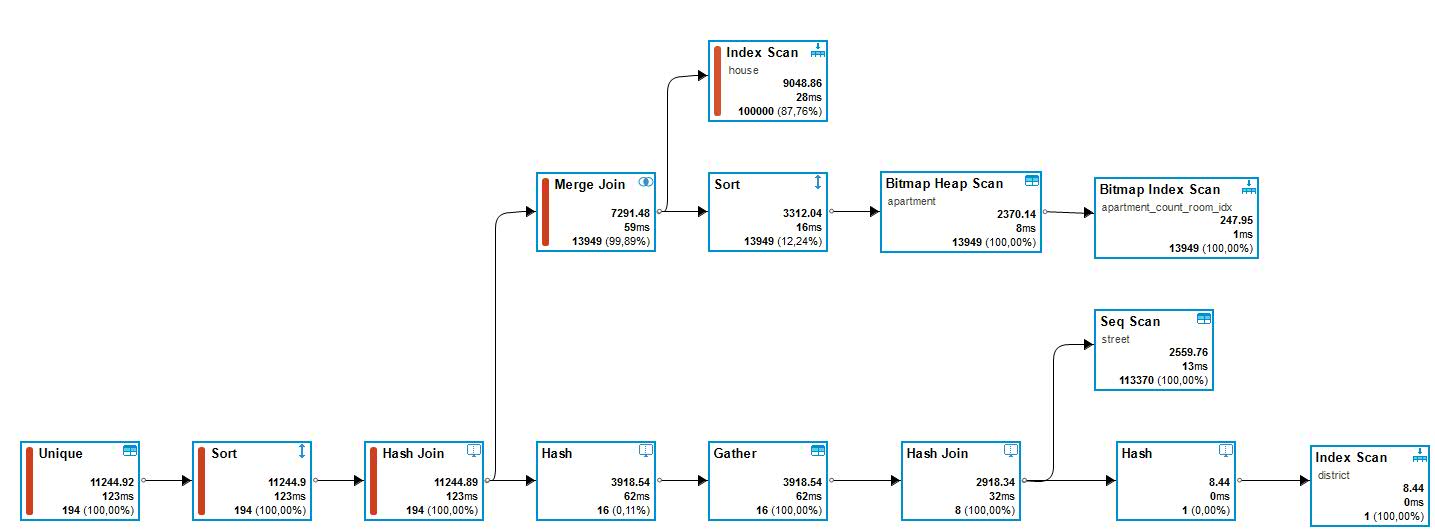 Index Scan
house
9048.86
28ms
100000 (87,76%)
Merge Join
7291.48
59ms
13949 (99,89%)
Sort
3312.04
16ms
13949 (12,24%)
Bitmap Heap Scan
apartment
2370.14
8ms
13949 (100,00%)
Bitmap Index Scan
apartment_count_room_idx
247.95
1ms
13949 (100,00%)
Seq Scan
street
2559.76
13ms
113370 (100,00%)
Unique
11244.92
123ms
194 (100,00%)
Sort
11244.9
123ms
194 (100,00%)
Hash Join
11244.89
123ms
194 (100,00%)
Hash
3918.54
62ms
16 (0,11%)
Gather
3918.54
62ms
16 (100,00%)
Hash Join
2918.34
32ms
8 (100,00%)
Hash
8.44
0ms
1 (0,00%)
Index Scan
district
8.44
0ms
1 (100,00%)